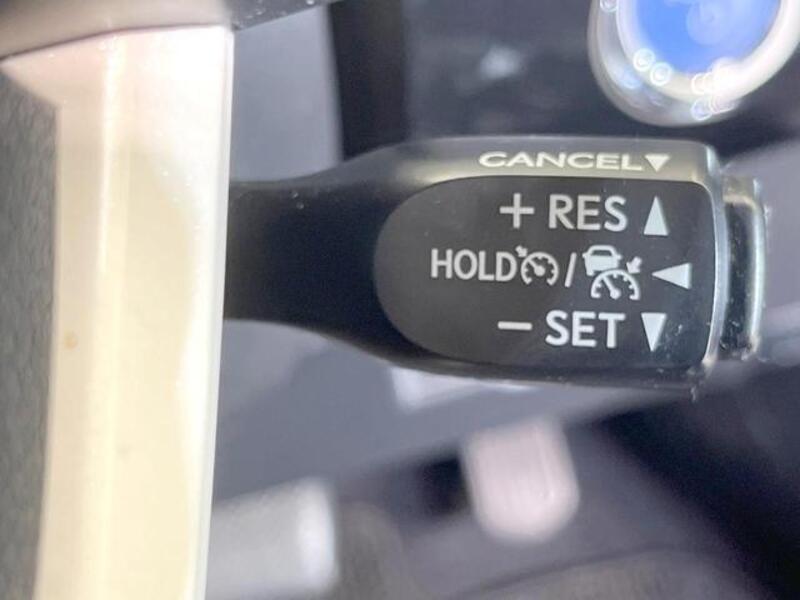 CANCEL▼
+ RES ▲
HOLD / ◀
− SET ▼